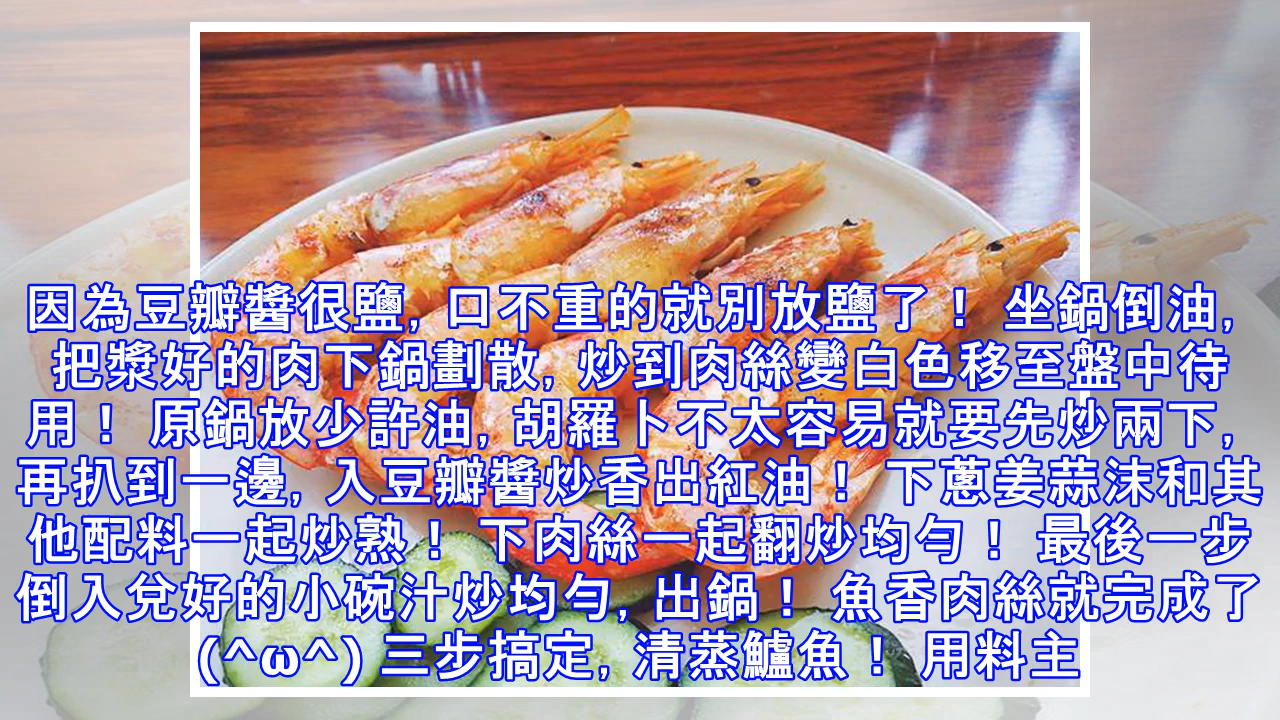 因為豆瓣醬很鹽, 口不重的就別放鹽了！ 坐鍋倒油,
把漿好的肉下鍋劃散, 炒到肉絲變白色移至盤中待
用！ 原鍋放少許油, 胡羅卜不太容易就要先炒兩下,
再扒到一邊, 入豆瓣醬炒香出紅油！ 下蔥姜蒜沫和其
他配料一起炒熟！ 下肉絲一起翻炒均勻！ 最後一步
倒入兌好的小碗汁炒均勻, 出鍋！ 魚香肉絲就完成了
(^ω^) 三步搞定, 清蒸鱸魚！ 用料主